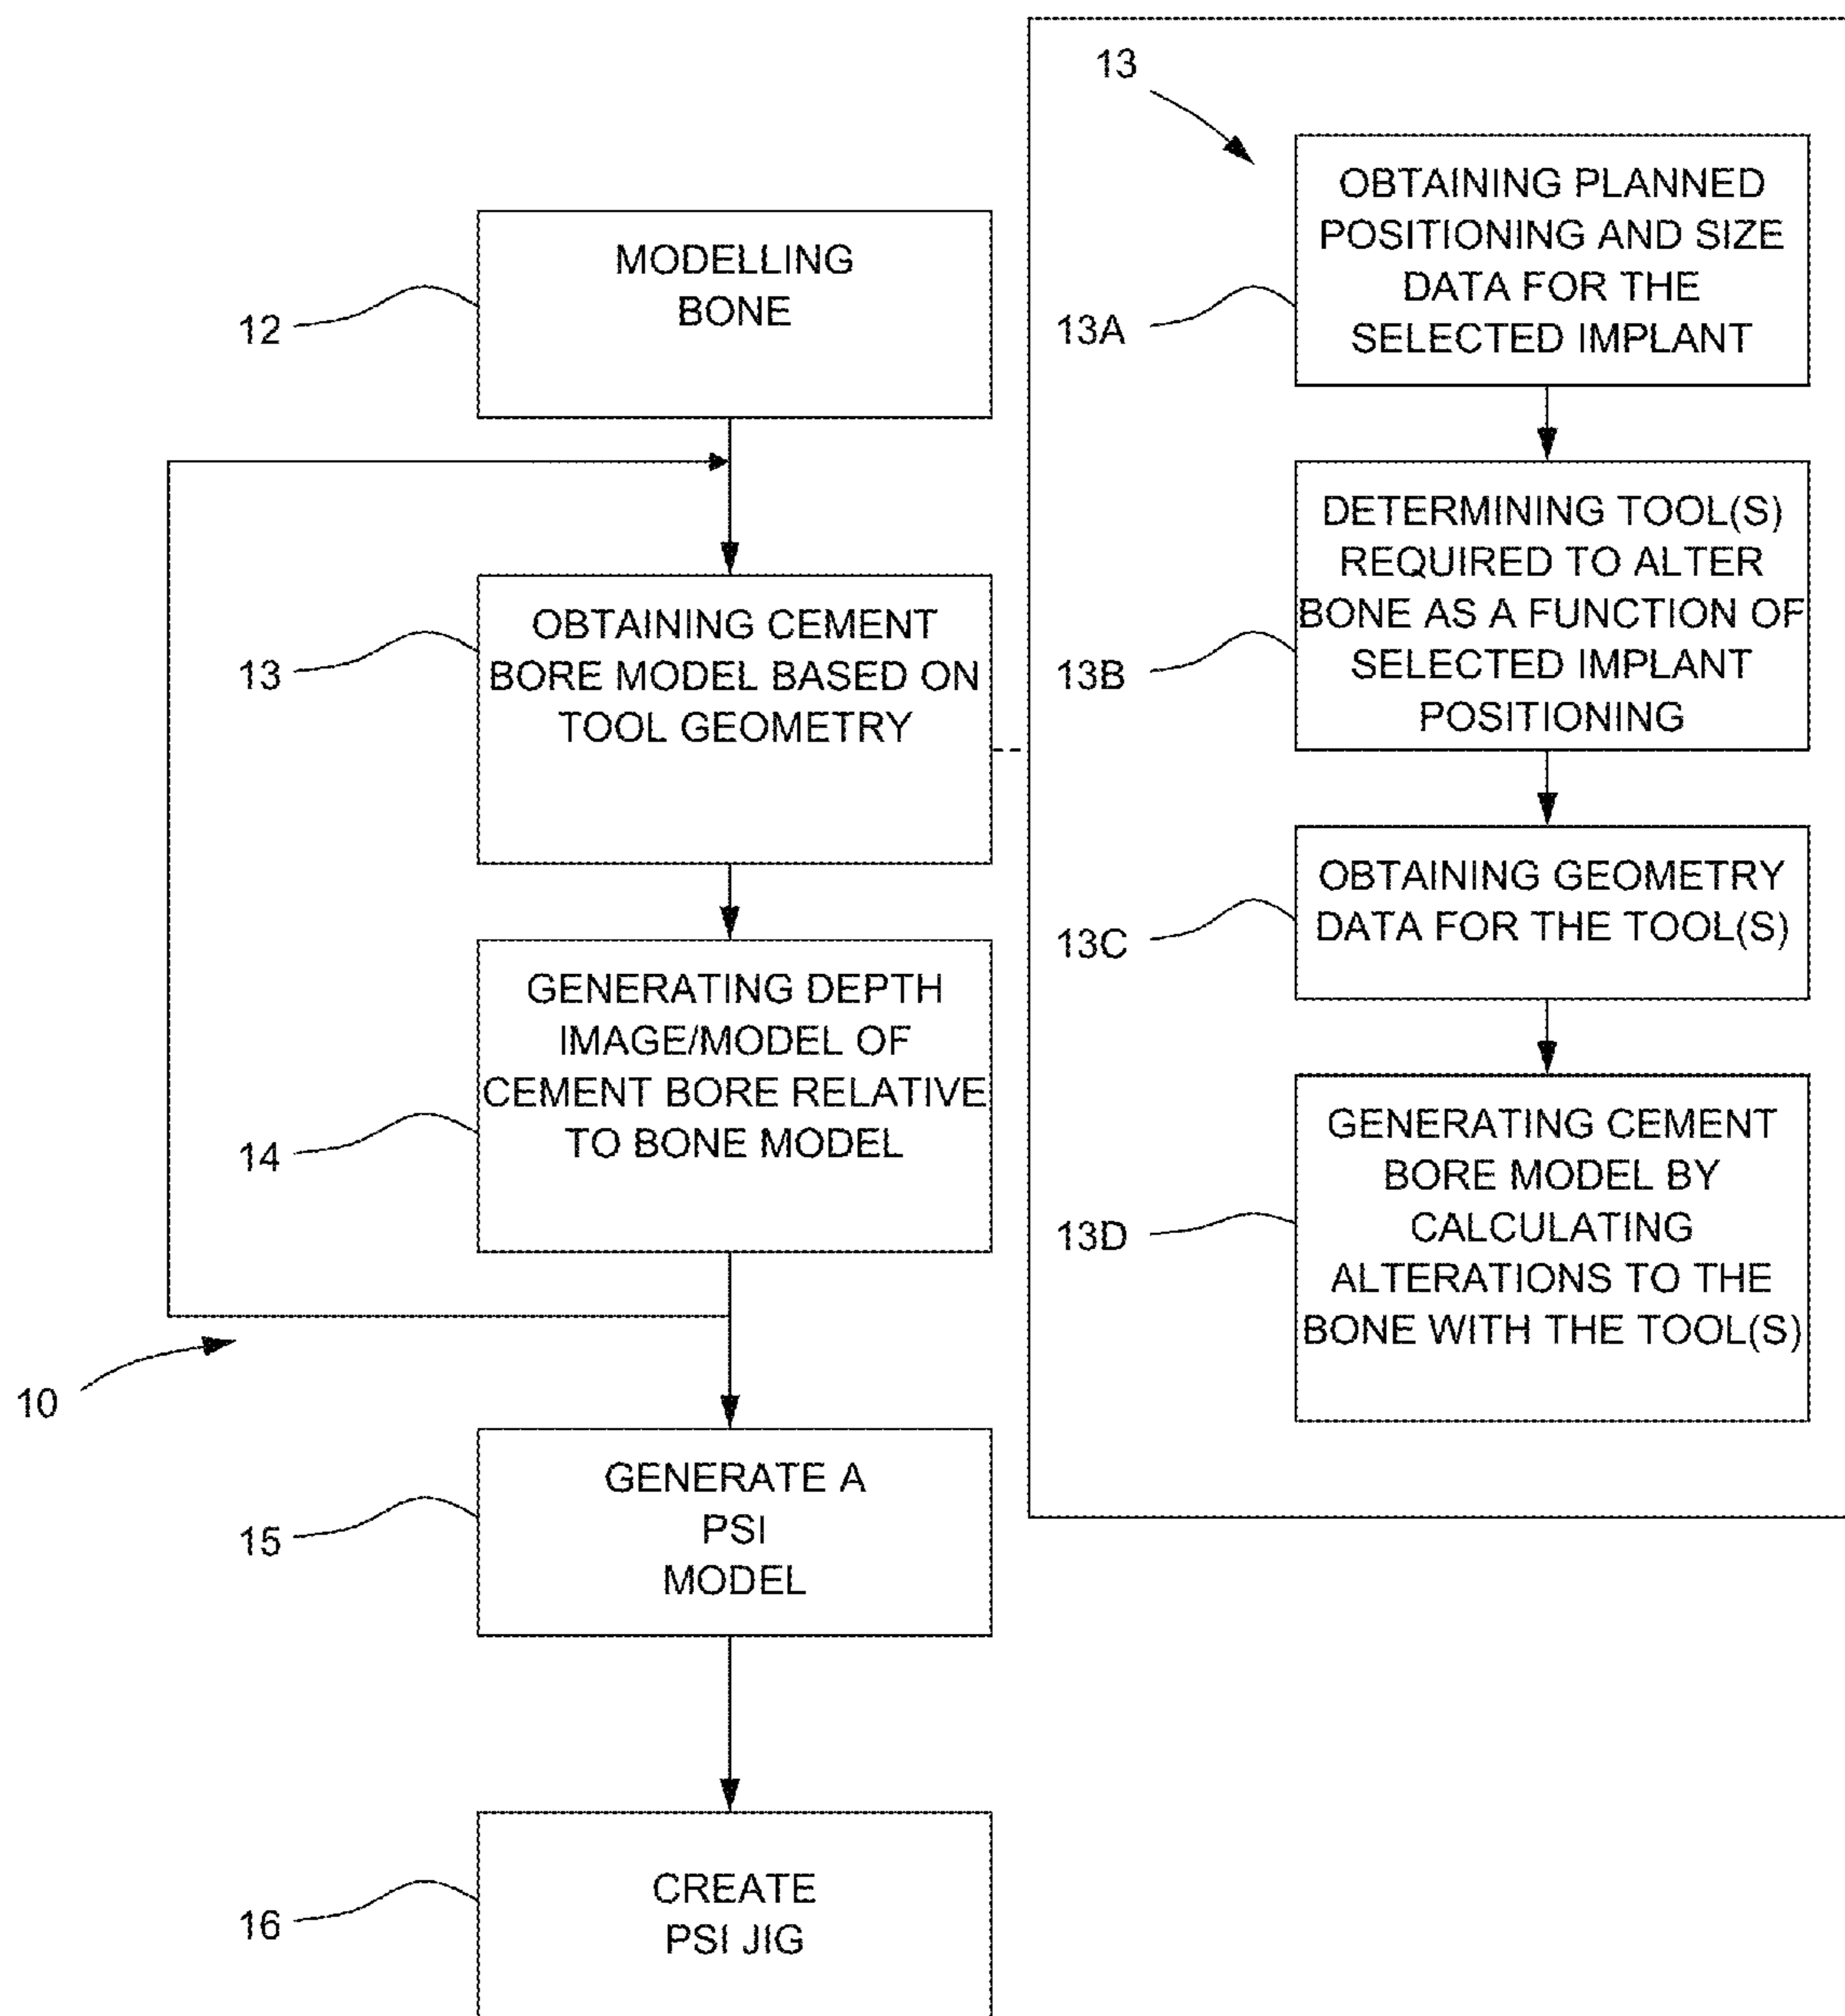 12
MODELLING
BONE
13
OBTAINING CEMENT
BORE MODEL BASED ON
TOOL GEOMETRY
14
GENERATING DEPTH
IMAGE/MODEL OF
CEMENT BORE RELATIVE
TO BONE MODEL
10
15
GENERATE A
PSI
MODEL
16
CREATE
PSI JIG
13
13A
OBTAINING PLANNED
POSITIONING AND SIZE
DATA FOR THE
SELECTED IMPLANT
13B
DETERMINING TOOL(S)
REQUIRED TO ALTER
BONE AS A FUNCTION OF
SELECTED IMPLANT
POSITIONING
13C
OBTAINING GEOMETRY
DATA FOR THE TOOL(S)
13D
GENERATING CEMENT
BORE MODEL BY
CALCULATING
ALTERATIONS TO THE
BONE WITH THE TOOL(S)